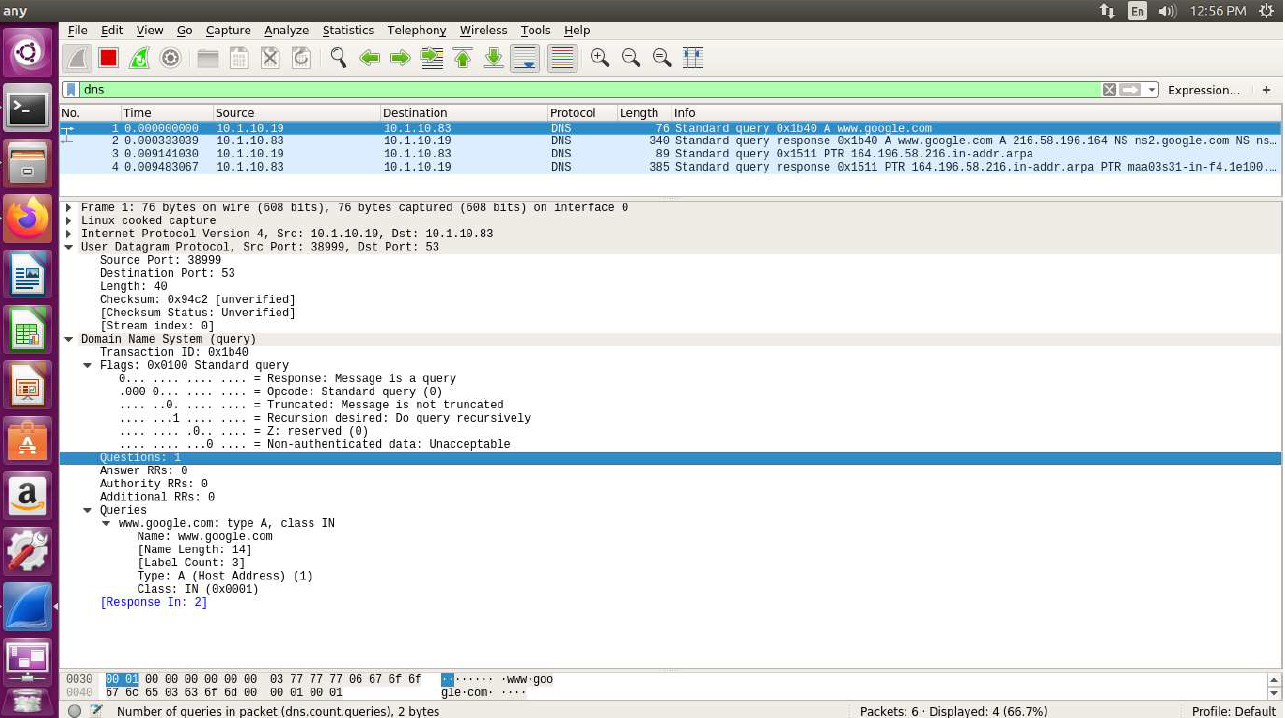 any
En
12:56 PM
File Edit View Go Capture Analyze Statistics Telephony Wireless Tools Help
dns
Expression...
+
No. Time Source Destination Protocol Length Info
1 0.000000000 10.1.10.19 10.1.10.83 DNS 76 Standard query 0x1b40 A www.google.com
2 0.000333039 10.1.10.83 10.1.10.19 DNS 340 Standard query response 0x1b40 A www.google.com A 216.58.196.164 NS ns2.google.com NS ns…
3 0.009141030 10.1.10.19 10.1.10.83 DNS 89 Standard query 0x1511 PTR 164.196.58.216.in-addr.arpa
4 0.009483067 10.1.10.83 10.1.10.19 DNS 385 Standard query response 0x1511 PTR 164.196.58.216.in-addr.arpa PTR maa03s31-in-f4.1e100.…
Frame 1: 76 bytes on wire (608 bits), 76 bytes captured (608 bits) on interface 0
Linux cooked capture
Internet Protocol Version 4, Src: 10.1.10.19, Dst: 10.1.10.83
User Datagram Protocol, Src Port: 38999, Dst Port: 53
Source Port: 38999
Destination Port: 53
Length: 40
Checksum: 0x94c2 [unverified]
[Checksum Status: Unverified]
[Stream index: 0]
Domain Name System (query)
Transaction ID: 0x1b40
Flags: 0x0100 Standard query
0... .... .... .... = Response: Message is a query
.000 0... .... .... = Opcode: Standard query (0)
.... ..0. .... .... = Truncated: Message is not truncated
.... ...1 .... .... = Recursion desired: Do query recursively
.... .... .0.. .... = Z: reserved (0)
.... .... ...0 .... = Non-authenticated data: Unacceptable
Questions: 1
Answer RRs: 0
Authority RRs: 0
Additional RRs: 0
Queries
www.google.com: type A, class IN
Name: www.google.com
[Name Length: 14]
[Label Count: 3]
Type: A (Host Address) (1)
Class: IN (0x0001)
[Response In: 2]
0030 00 01 00 00 00 00 00 00 03 77 77 77 06 67 6f 6f ········ ·www·goo
0040 67 6c 65 03 63 6f 6d 00 00 01 00 01 gle·com· ····
Number of queries in packet (dns.count.queries), 2 bytes
Packets: 6 · Displayed: 4 (66.7%)
Profile: Default